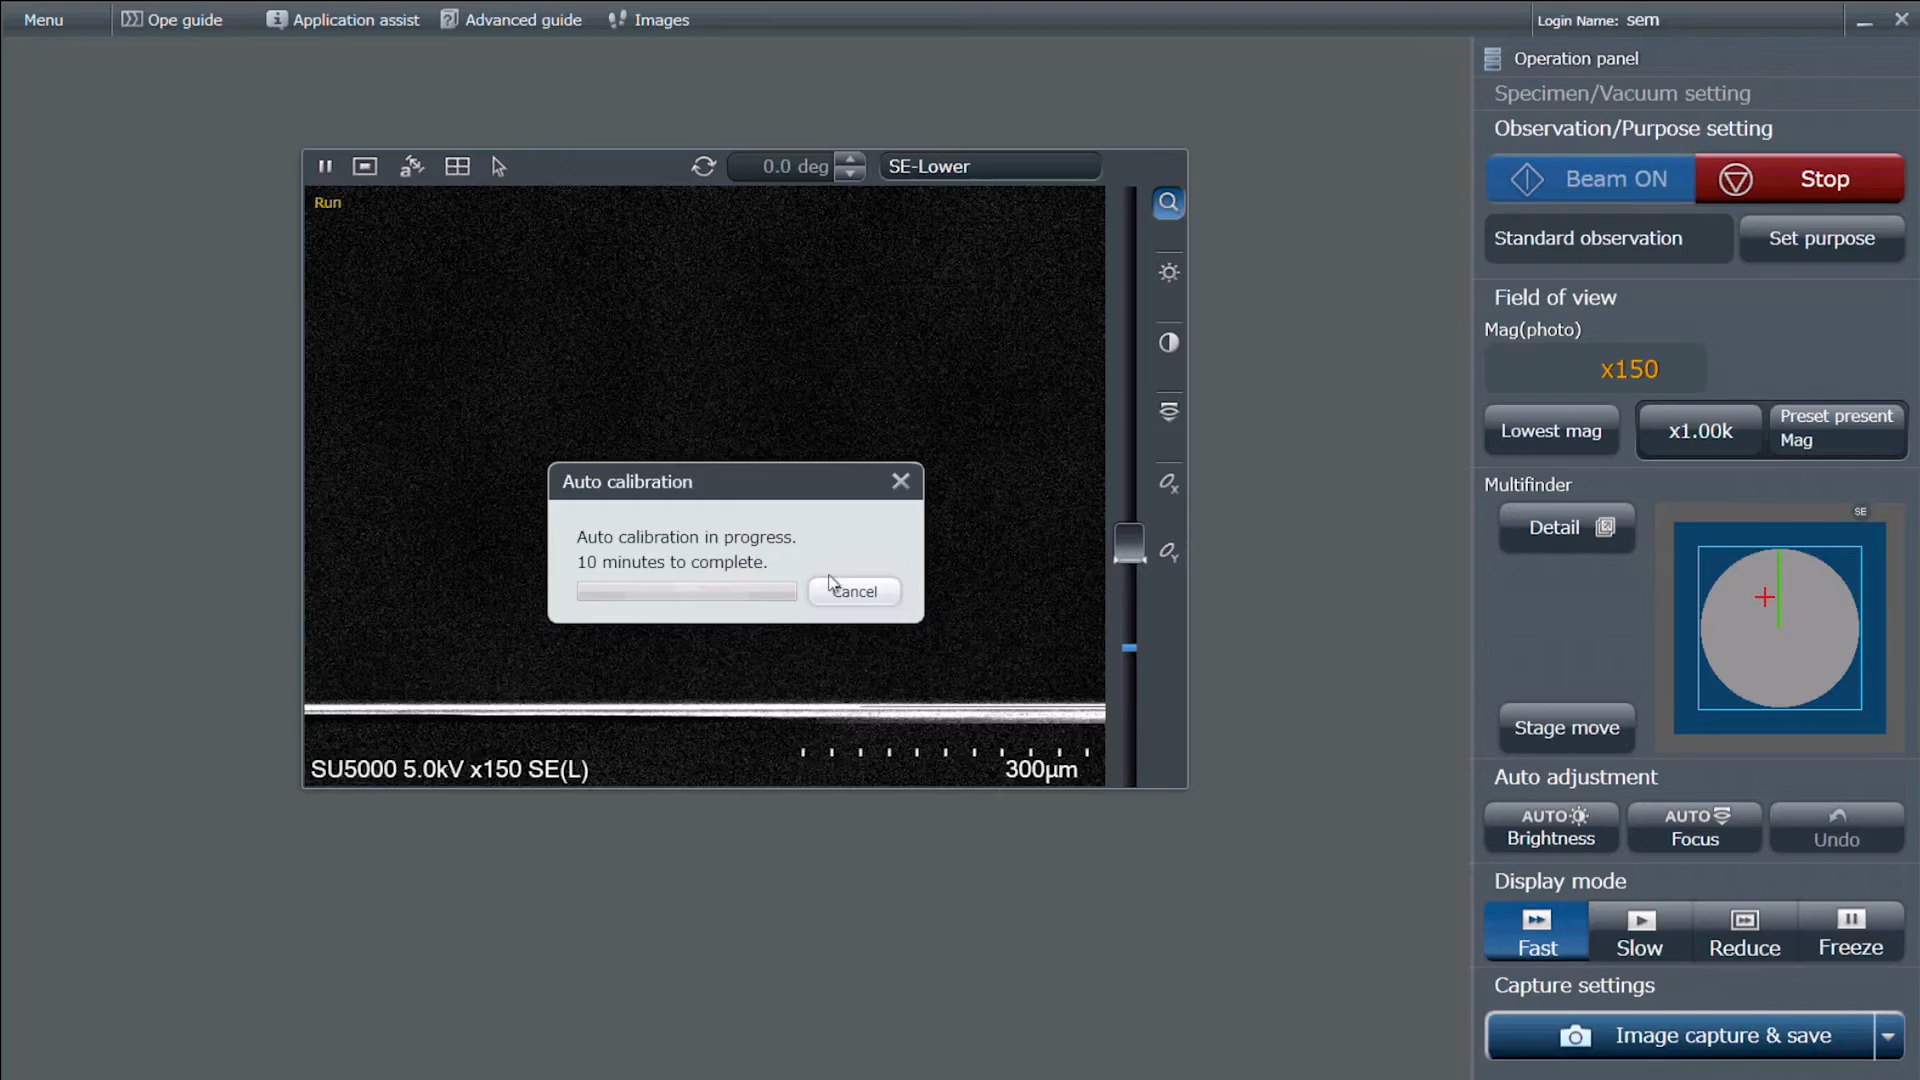 Menu
Ope guide
Application assist
Advanced guide
Images
Login Name: sem
Operation panel
Specimen/Vacuum setting
Observation/Purpose setting
Beam ON
Stop
Standard observation
Set purpose
Field of view
Mag(photo)
x150
Lowest mag
x1.00k
Preset present
Mag
Multifinder
Detail
SE
Stage move
Auto adjustment
AUTO
Brightness
AUTO
Focus
Undo
Display mode
Fast
Slow
Reduce
Freeze
Capture settings
Image capture & save
0.0 deg
SE-Lower
Run
Auto calibration
Auto calibration in progress.
10 minutes to complete.
Cancel
SU5000 5.0kV x150 SE(L)
300µm